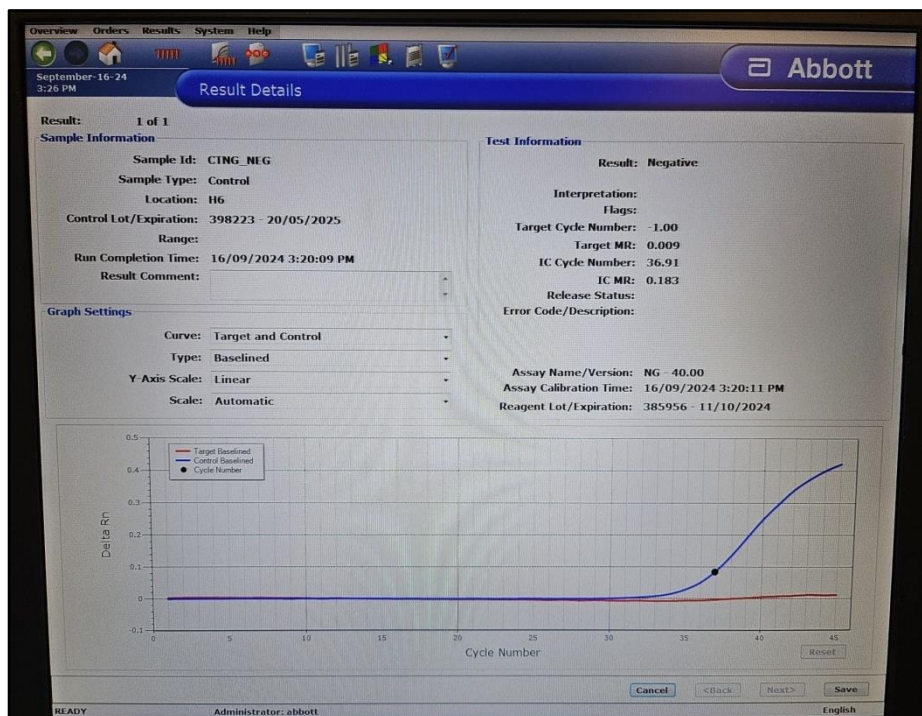 Overview Orders Results System Help
September-16-24
3:26 PM
Result Details
Abbott
Result: 1 of 1
Sample Information
Sample Id: CTNG_NEG
Sample Type: Control
Location: H6
Control Lot/Expiration: 398223 - 20/05/2025
Range:
Run Completion Time: 16/09/2024 3:20:09 PM
Result Comment:
Graph Settings
Curve: Target and Control
Type: Baselined
Y-Axis Scale: Linear
Scale: Automatic
Test Information
Result: Negative
Interpretation:
Flags:
Target Cycle Number: -1.00
Target MR: 0.009
IC Cycle Number: 36.91
IC MR: 0.183
Release Status:
Error Code/Description:
Assay Name/Version: NG - 40.00
Assay Calibration Time: 16/09/2024 3:20:11 PM
Reagent Lot/Expiration: 385956 - 11/10/2024
Target Baselined
Control Baselined
Cycle Number
Delta Rn
0.5
0.4
0.3
0.2
0.1
0
-0.1
0 5 10 15 20 25 30 35 40 45
Cycle Number
Reset
Cancel <Back Next> Save
READY Administrator: abbott English